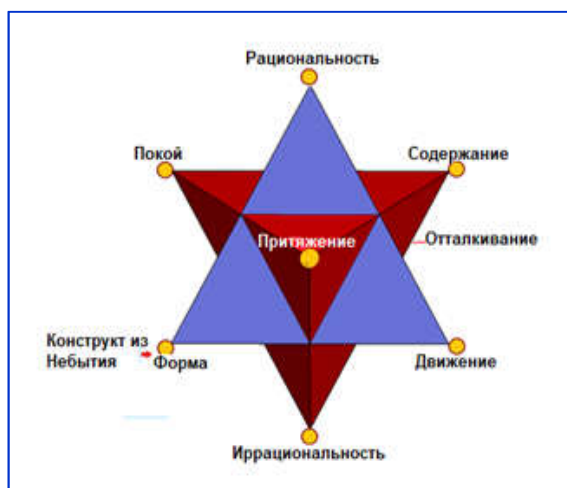 Рациональность
Покой
Содержание
Отталкивание
Притяжение
Конструкт из
Небытия
Форма
Движение
Иррациональность